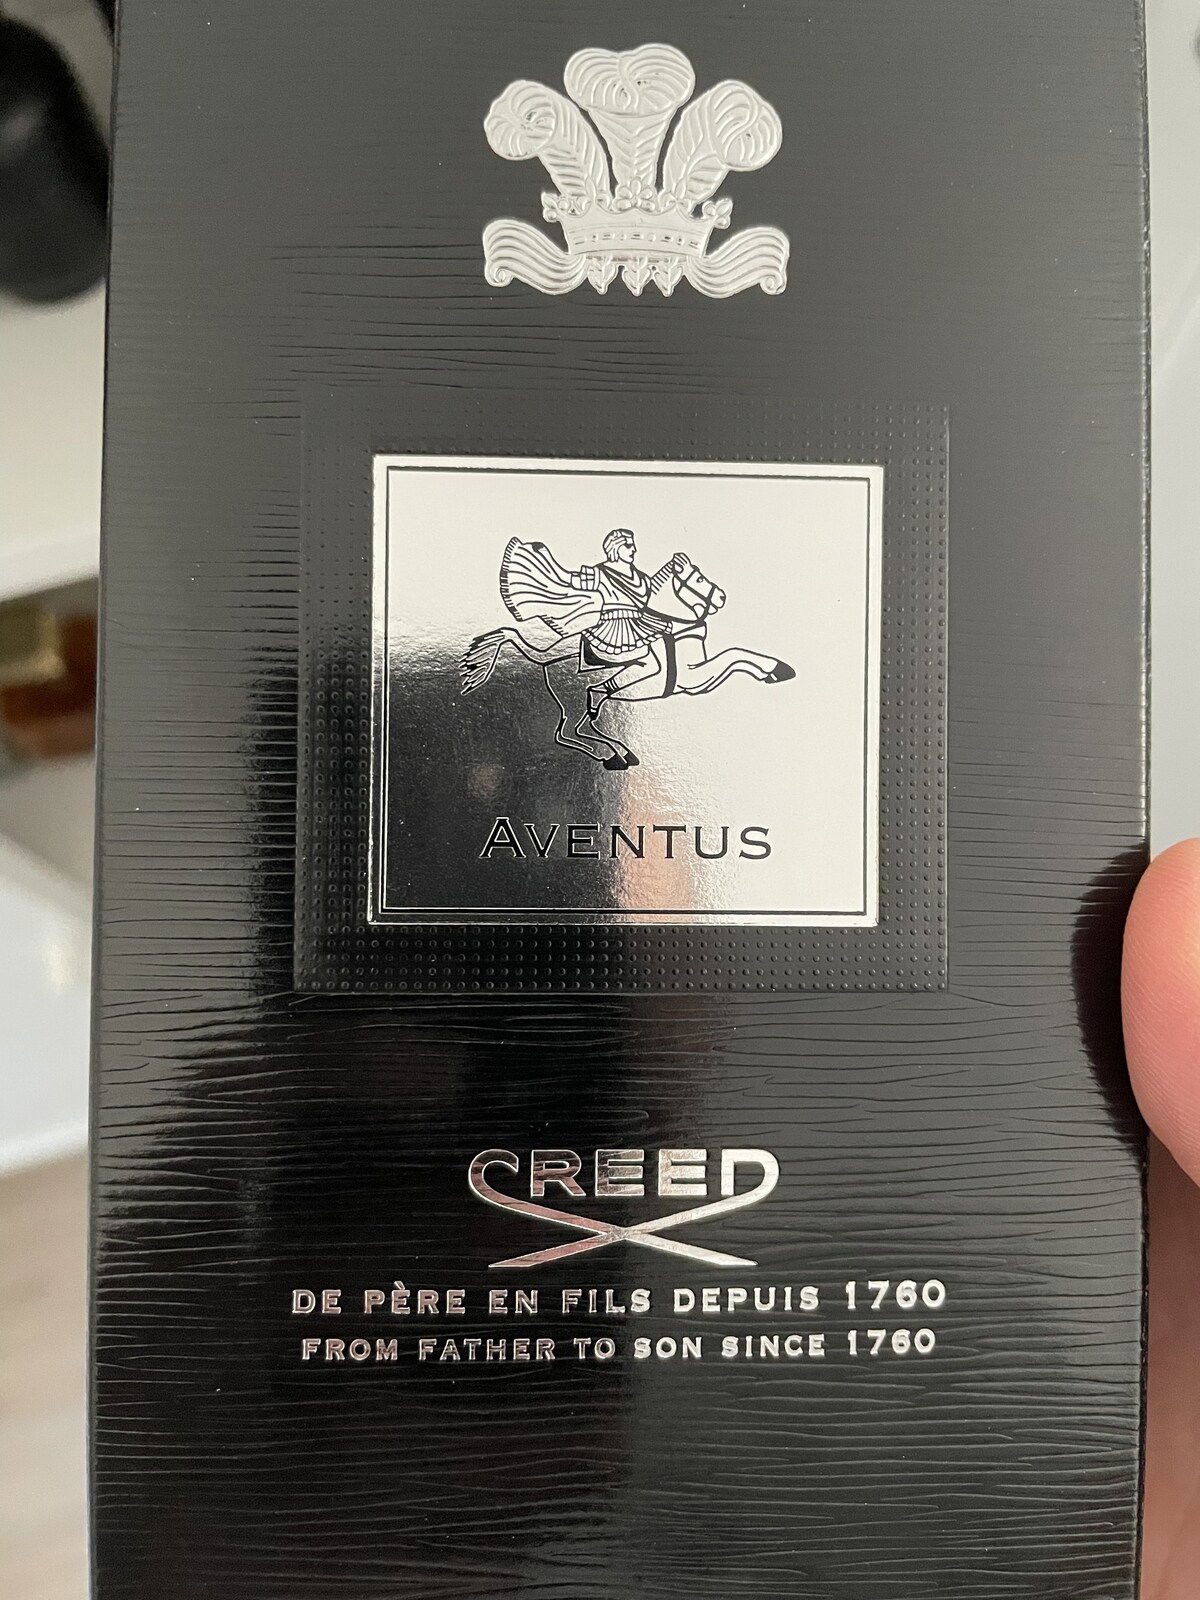 AVENTUS
CREED
DE PÈRE EN FILS DEPUIS 1760
FROM FATHER TO SON SINCE 1760